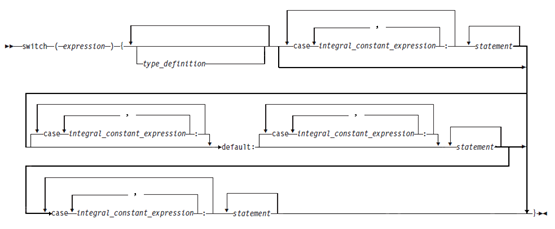 ,
switch ( expression ) { case integral_constant_expression : statement
type_definition
, ,
case integral_constant_expression : default: case integral_constant_expression : statement
,
case integral_constant_expression : statement }